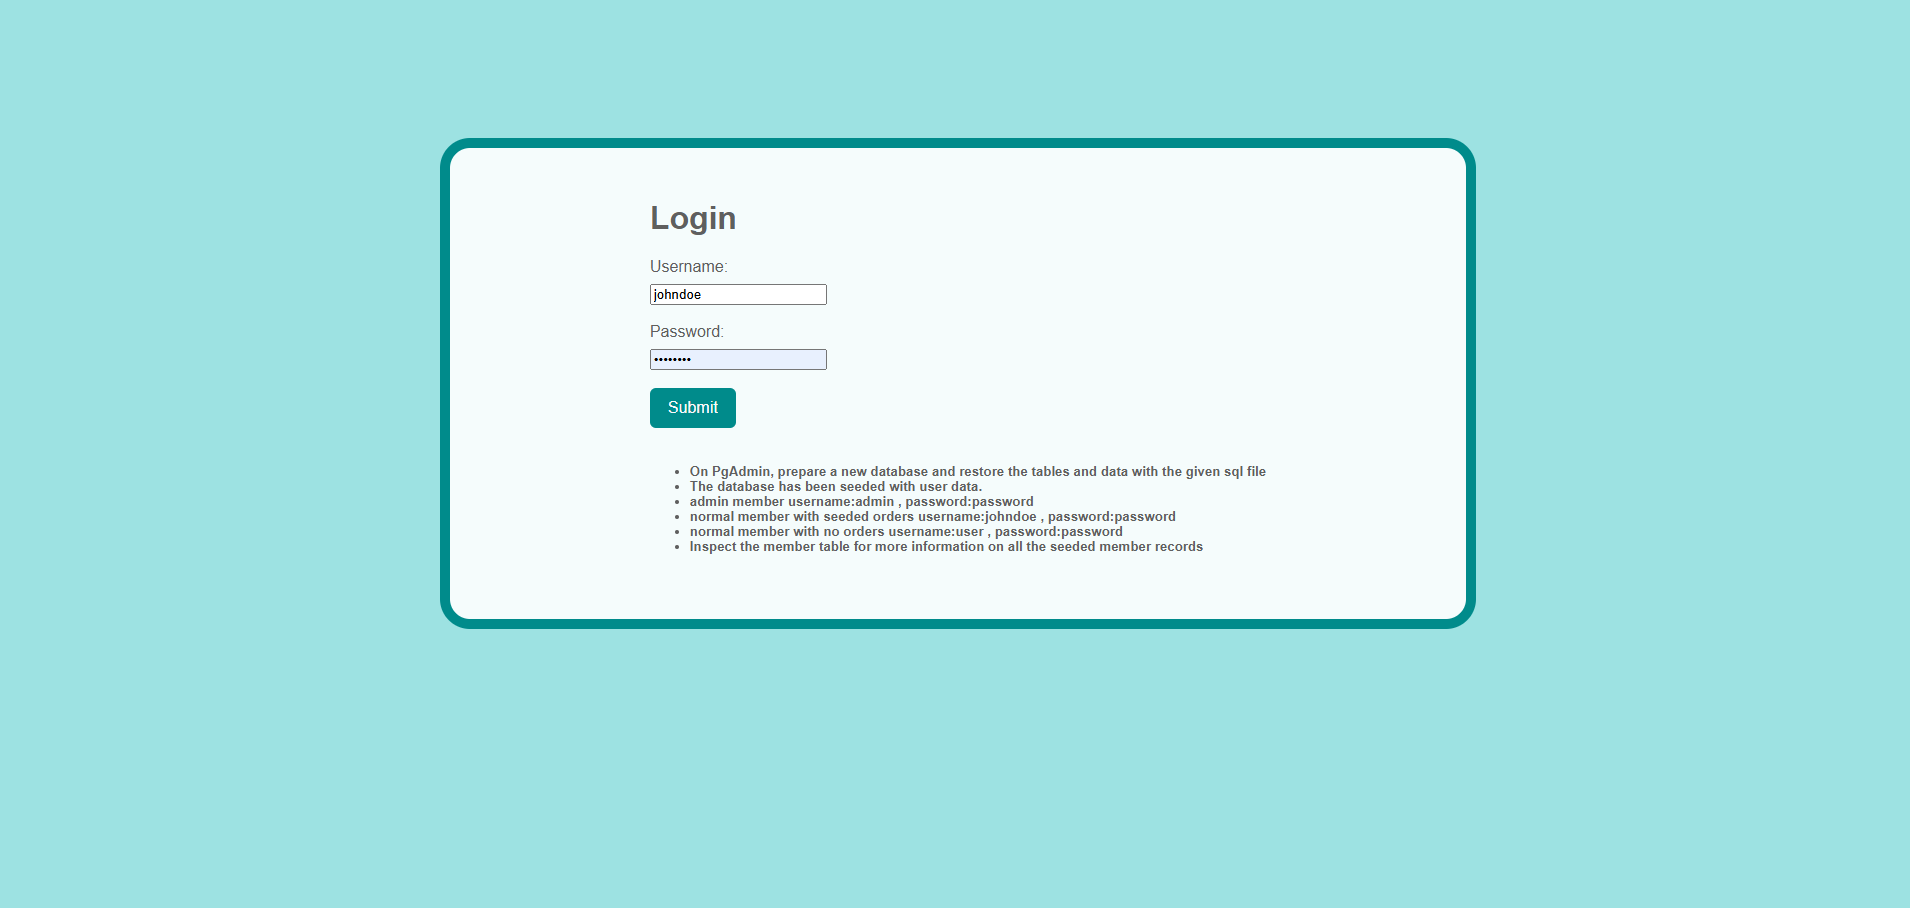 Login
Username:
johndoe
Password:
••••••••
Submit
• On PgAdmin, prepare a new database and restore the tables and data with the given sql file
• The database has been seeded with user data.
• admin member username:admin , password:password
• normal member with seeded orders username:johndoe , password:password
• normal member with no orders username:user , password:password
• Inspect the member table for more information on all the seeded member records